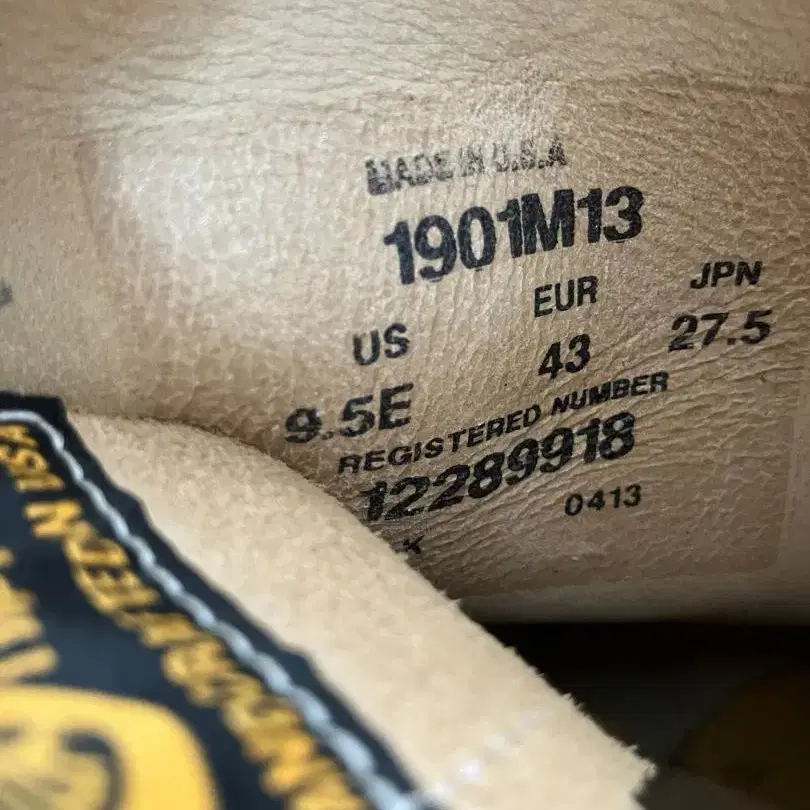 MADE IN U.S.A
1901M13
US EUR JPN
9.5E 43 27.5
REGISTERED NUMBER
12289918
0413
K